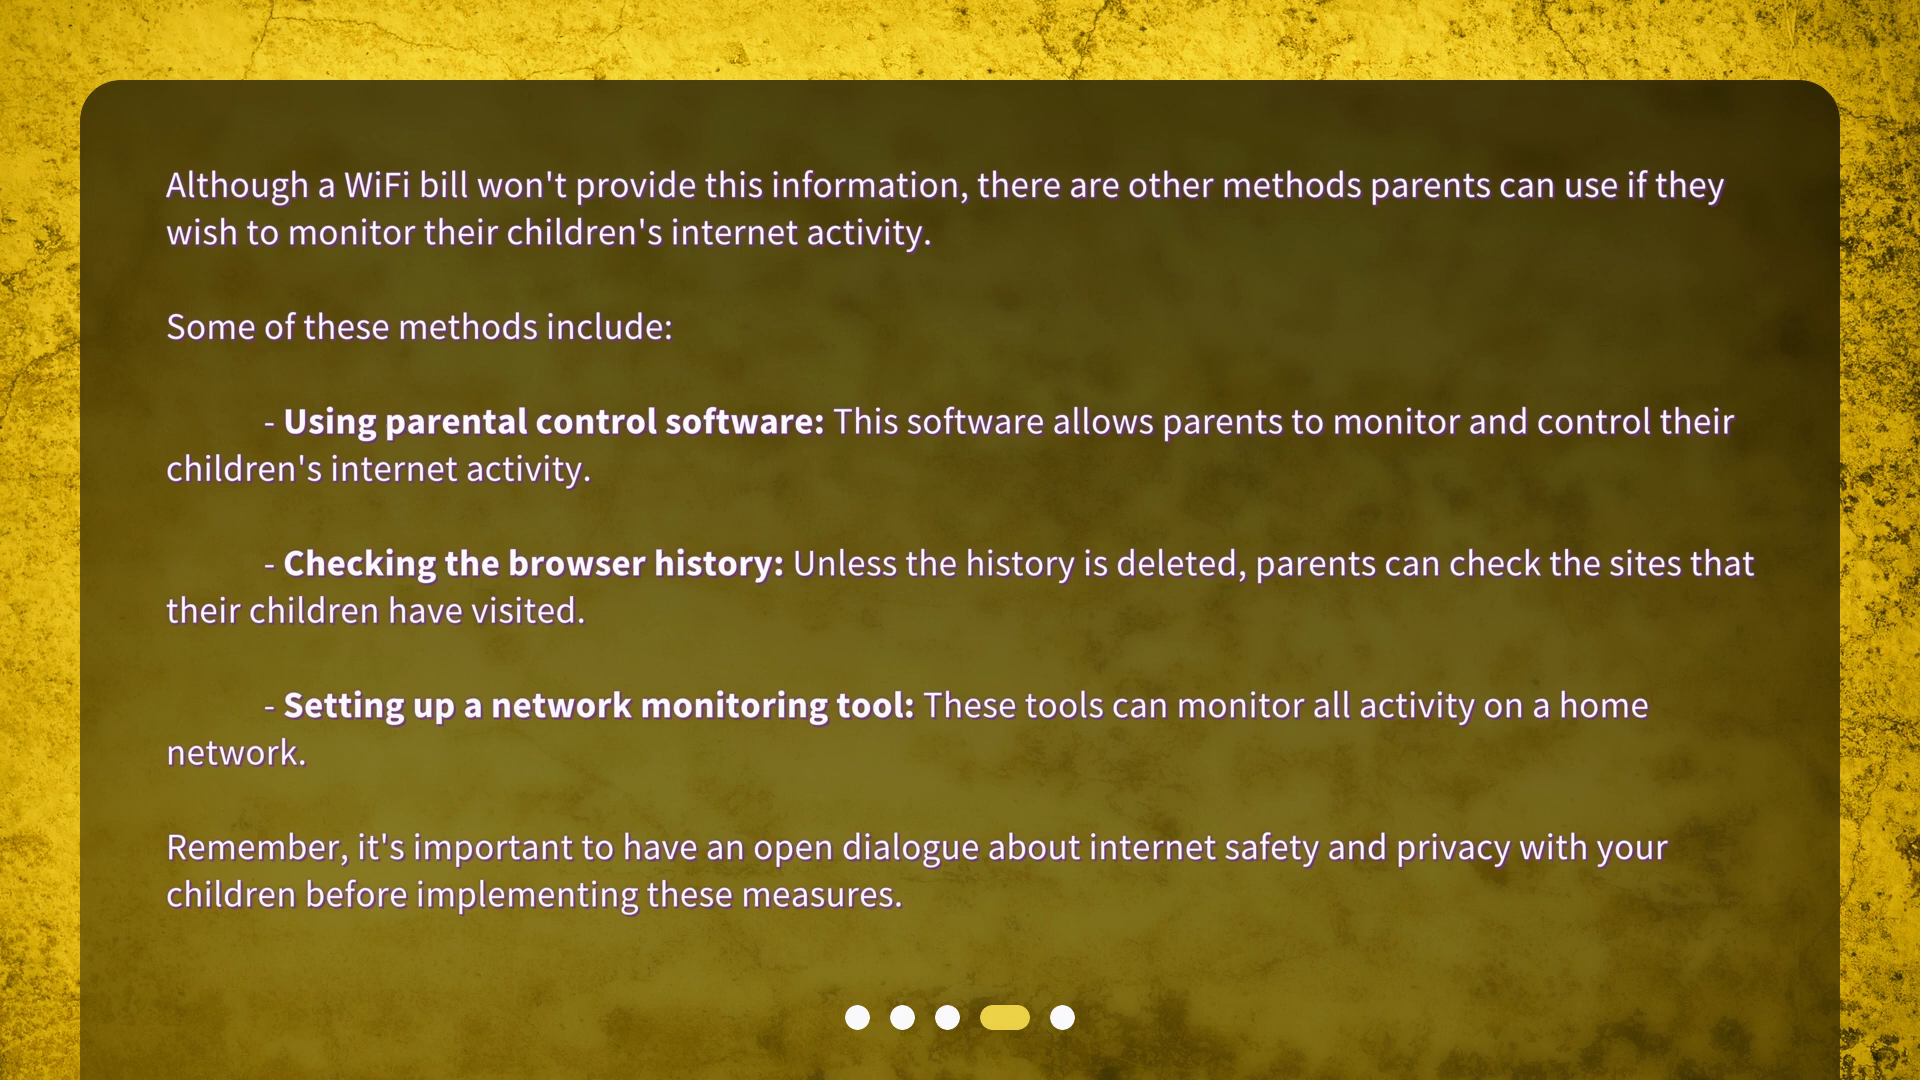 Although a WiFi bill won't provide this information, there are other methods parents can use if they
wish to monitor their children's internet activity.
Some of these methods include:
- Using parental control software: This software allows parents to monitor and control their
children's internet activity.
- Checking the browser history: Unless the history is deleted, parents can check the sites that
their children have visited.
- Setting up a network monitoring tool: These tools can monitor all activity on a home
network.
Remember, it's important to have an open dialogue about internet safety and privacy with your
children before implementing these measures.